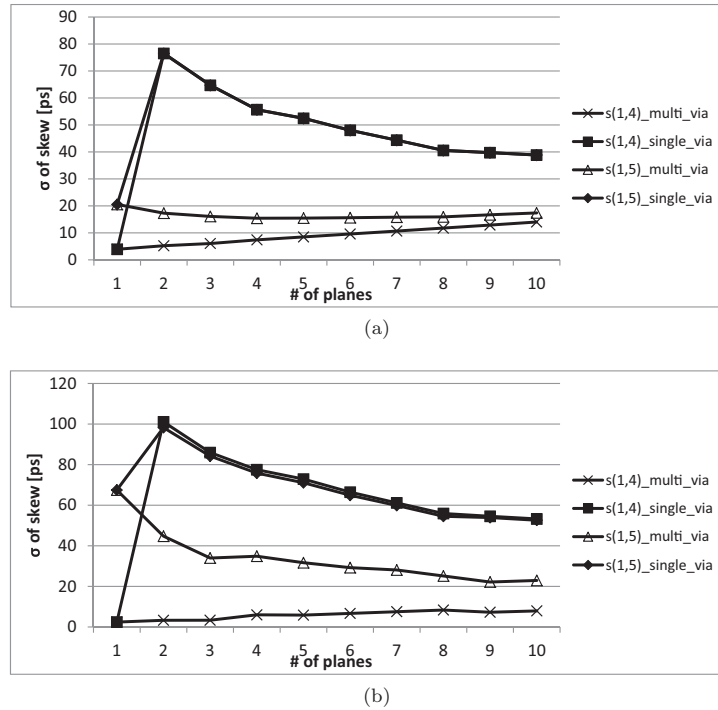 90
80
70
60
50
40
30
20
10
0
σ of skew [ps]
1 2 3 4 5 6 7 8 9 10
# of planes
s(1,4)_multi_via
s(1,4)_single_via
s(1,5)_multi_via
s(1,5)_single_via
(a)
120
100
80
60
40
20
0
σ of skew [ps]
1 2 3 4 5 6 7 8 9 10
# of planes
s(1,4)_multi_via
s(1,4)_single_via
s(1,5)_multi_via
s(1,5)_single_via
(b)